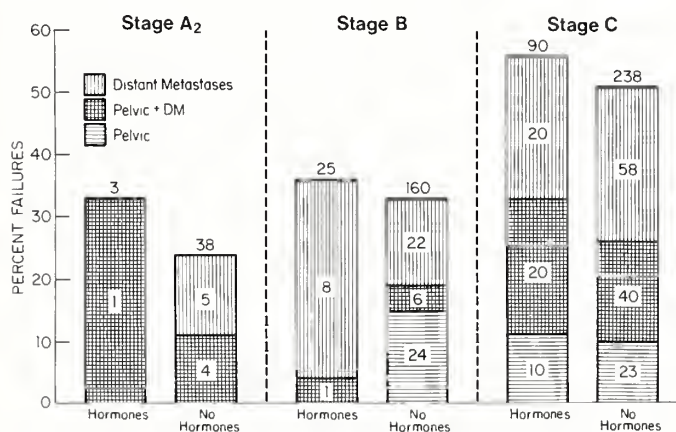 Stage A2
Stage B
Stage C
60
50
40
30
20
10
0
PERCENT FAILURES
Distant Metastases
Pelvic + DM
Pelvic
3
1
38
5
4
25
8
1
160
22
6
24
90
20
20
10
238
58
40
23
Hormones
No
Hormones
Hormones
No
Hormones
Hormones
No
Hormones